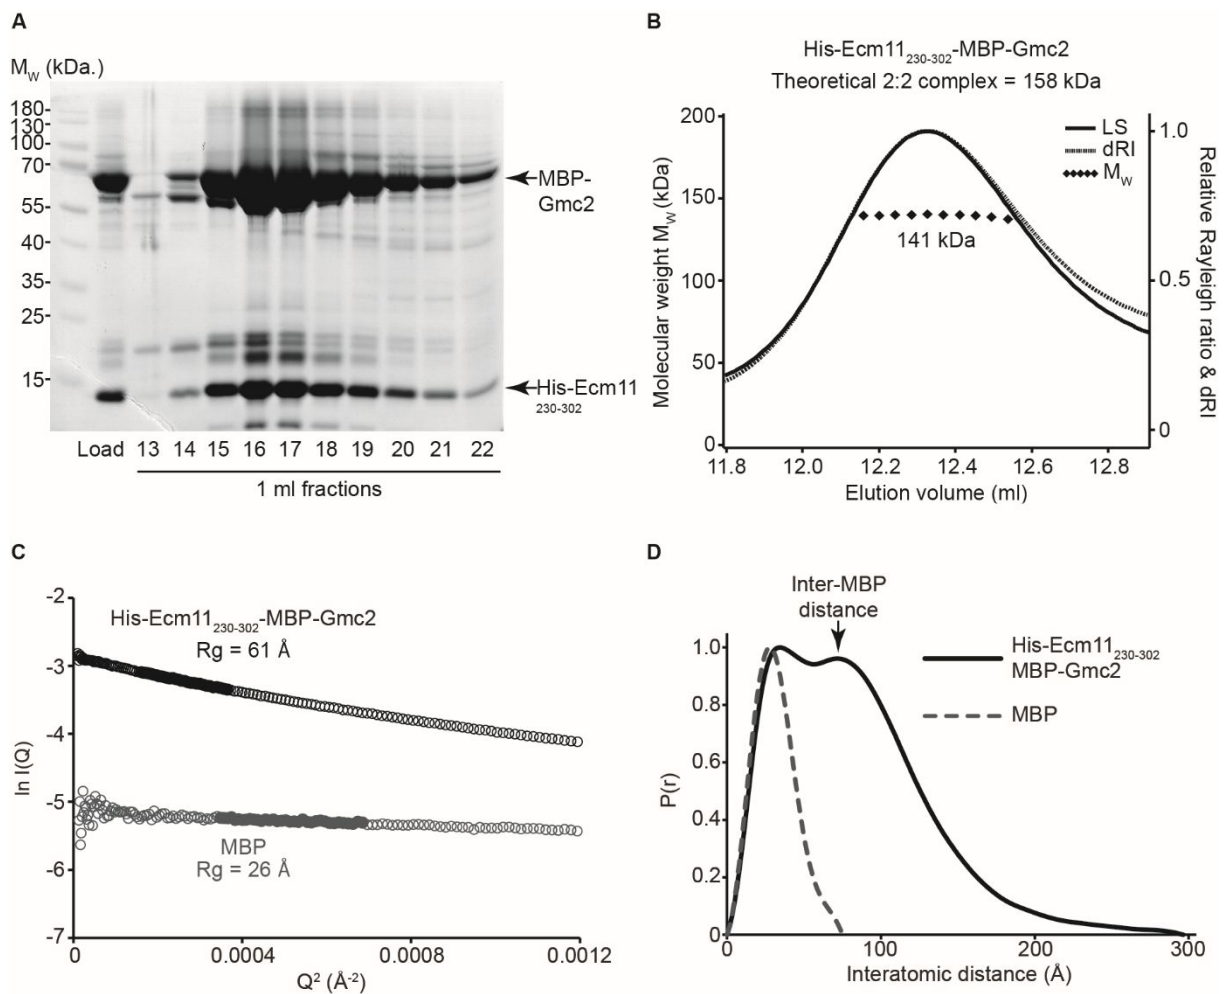 A
M_W (kDa.)
180-
130-
100-
70-
55-
40-
35-
25-
15-
MBP-
Gmc2
His-Ecm11
230-302
Load 13 14 15 16 17 18 19 20 21 22
1 ml fractions
B
His-Ecm11_230-302-MBP-Gmc2
Theoretical 2:2 complex = 158 kDa
Molecular weight M_W (kDa)
200
150
100
50
0
LS
dRI
M_W
141 kDa
1.0
0.5
0
Relative Rayleigh ratio & dRI
11.8 12.0 12.2 12.4 12.6 12.8
Elution volume (ml)
C
His-Ecm11_230-302-MBP-Gmc2
Rg = 61 Å
ln I(Q)
-2
-3
-4
-5
-6
-7
MBP
Rg = 26 Å
0 0.0004 0.0008 0.0012
Q² (Å⁻²)
D
Inter-MBP
distance
His-Ecm11_230-302
MBP-Gmc2
MBP
P(r)
1.0
0.8
0.6
0.4
0.2
0
0 100 200 300
Interatomic distance (Å)